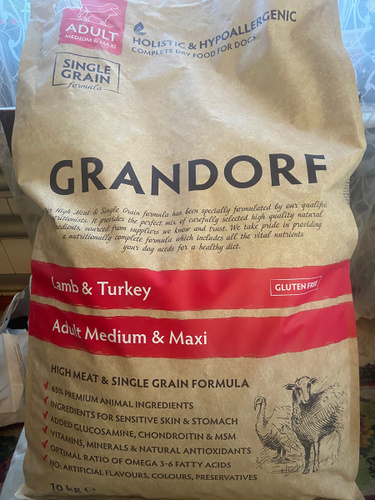 ADULT
MEDIUM & MAXI
HOLISTIC & HYPOALLERGENIC
COMPLETE DRY FOOD FOR DOGS
SINGLE
GRAIN
formula
GRANDORF
High Meat & Single Grain formula has been specially formulated by our
nutritionists. It provides the perfect mix of carefully selected high quality natural
sourced from suppliers we know and trust. We take pride in providing
a nutritionally complete formula which includes all the vital nutrients
your dog needs for a healthy diet.
Lamb & Turkey
GLUTEN FREE
Adult Medium & Maxi
HIGH MEAT & SINGLE GRAIN FORMULA
65% PREMIUM ANIMAL INGREDIENTS
INGREDIENTS FOR SENSITIVE SKIN & STOMACH
ADDED GLUCOSAMINE, CHONDROITIN & MSM
VITAMINS, MINERALS & NATURAL ANTIOXIDANTS
OPTIMAL RATIO OF OMEGA 3-6 FATTY ACIDS
NO: ARTIFICIAL FLAVOURS, COLOURS, PRESERVATIVES
10 kg e